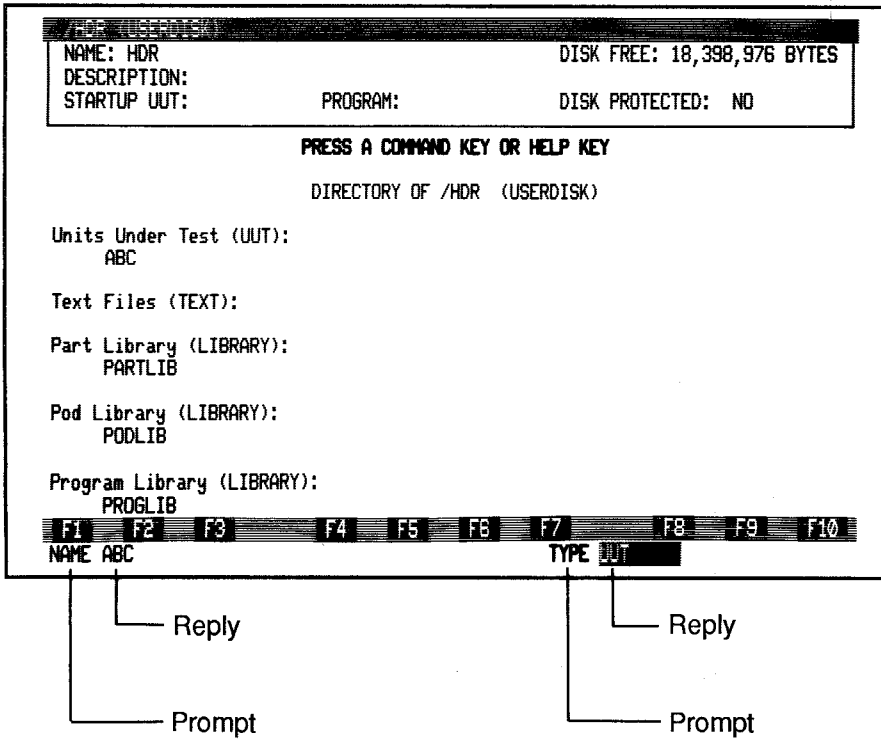 /HDR (USERDISK)
NAME: HDR DISK FREE: 18,398,976 BYTES
DESCRIPTION:
STARTUP UUT: PROGRAM: DISK PROTECTED: NO
PRESS A COMMAND KEY OR HELP KEY
DIRECTORY OF /HDR (USERDISK)
Units Under Test (UUT):
ABC
Text Files (TEXT):
Part Library (LIBRARY):
PARTLIB
Pod Library (LIBRARY):
PODLIB
Program Library (LIBRARY):
PROGLIB
F1 F2 F3 F4 F5 F6 F7 F8 F9 F10
NAME ABC TYPE UUT
Reply Reply
Prompt Prompt